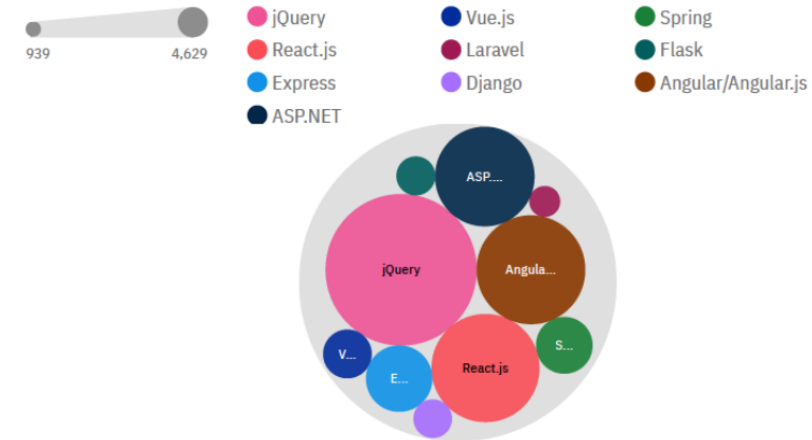 939
4,629
jQuery
Vue.js
Spring
React.js
Laravel
Flask
Express
Django
Angular/Angular.js
ASP.NET
ASP....
jQuery
Angula...
V...
E...
React.js
S...